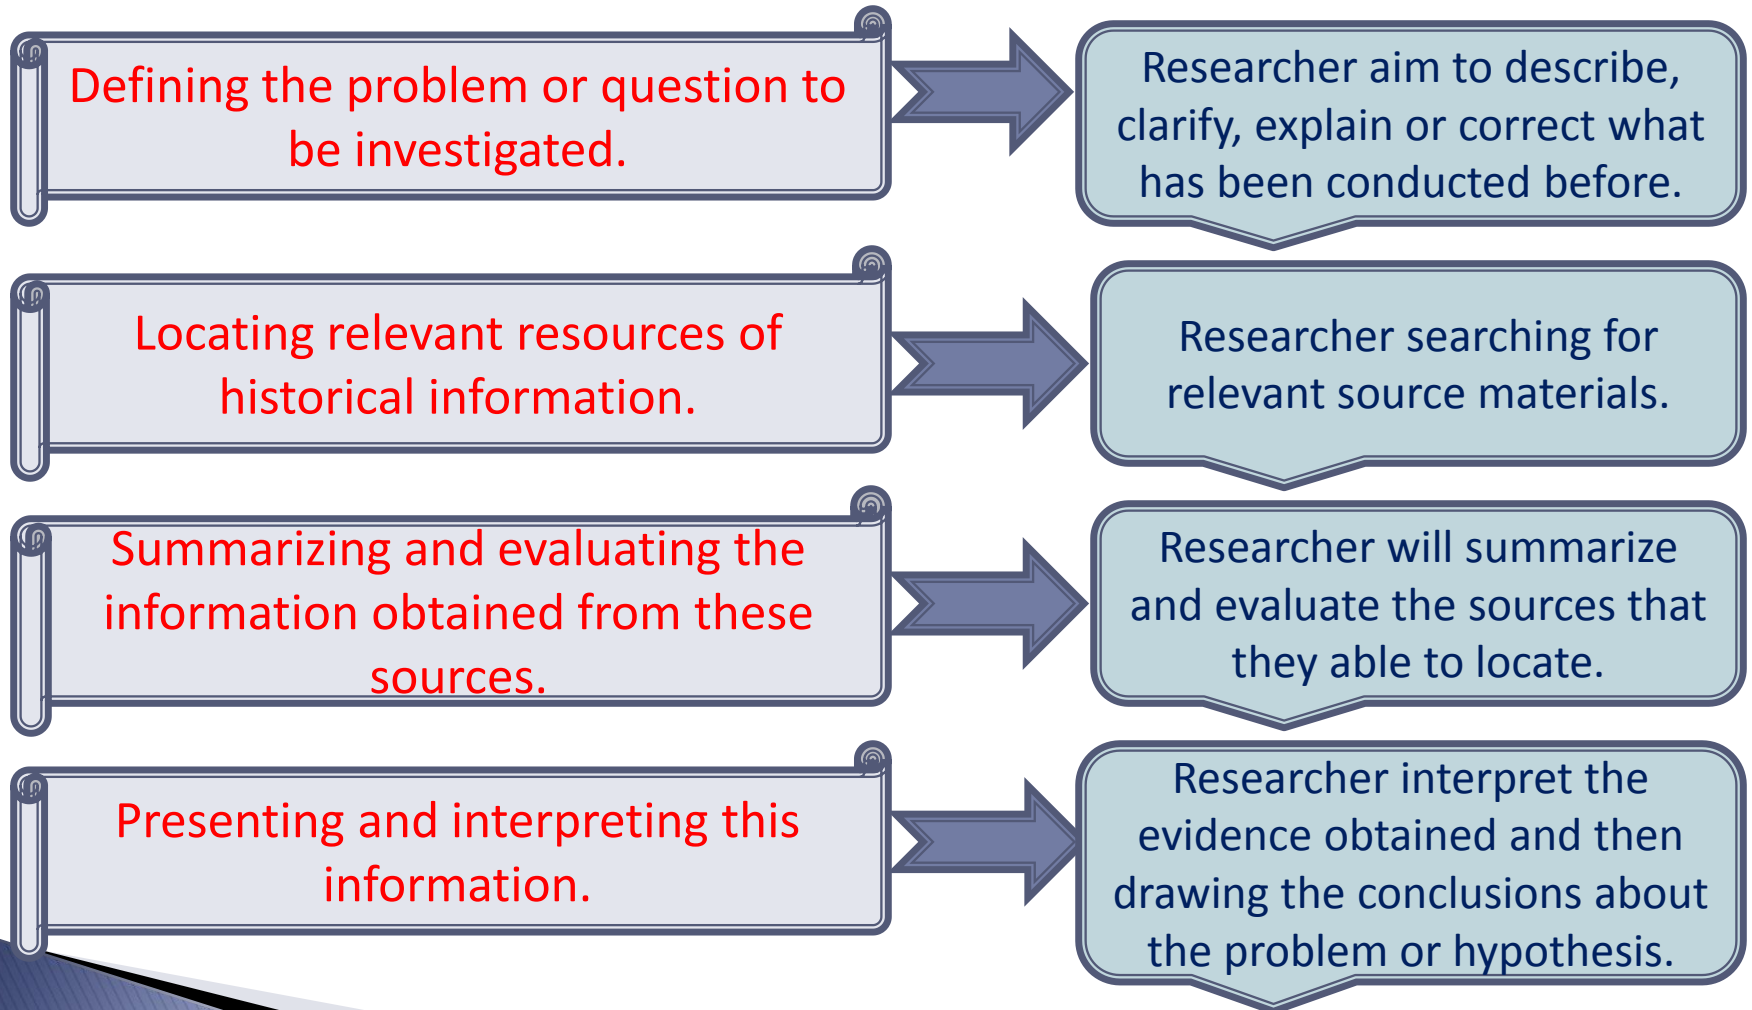 Defining the problem or question to
be investigated.
Researcher aim to describe,
clarify, explain or correct what
has been conducted before.
Locating relevant resources of
historical information.
Researcher searching for
relevant source materials.
Summarizing and evaluating the
information obtained from these
sources.
Researcher will summarize
and evaluate the sources that
they able to locate.
Presenting and interpreting this
information.
Researcher interpret the
evidence obtained and then
drawing the conclusions about
the problem or hypothesis.